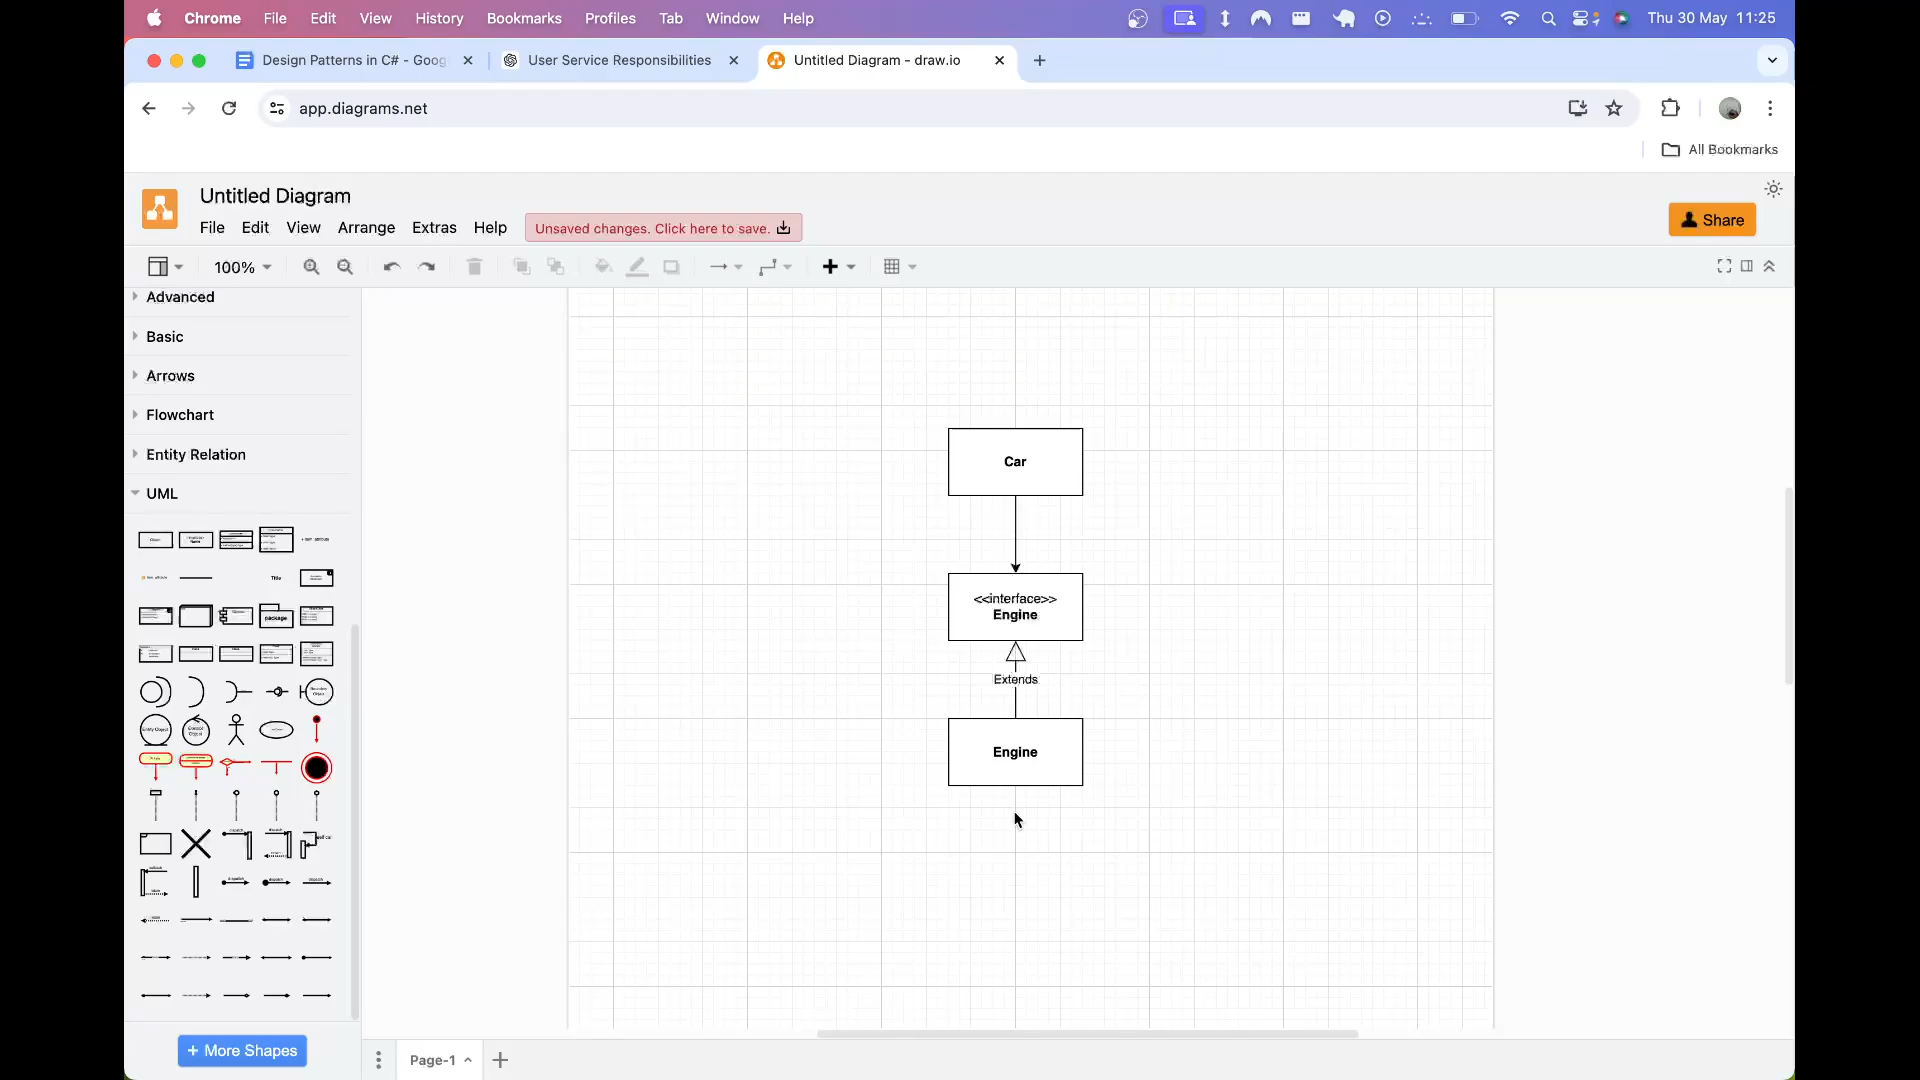 Chrome File Edit View History Bookmarks Profiles Tab Window Help Thu 30 May 11:25
Design Patterns in C# - Goog User Service Responsibilities Untitled Diagram - draw.io
app.diagrams.net
All Bookmarks
Untitled Diagram
File Edit View Arrange Extras Help Unsaved changes. Click here to save. Share
100%
Advanced
Basic
Arrows
Flowchart
Entity Relation
UML
Title
package
Car
<<interface>>
Engine
Extends
Engine
+ More Shapes
Page-1